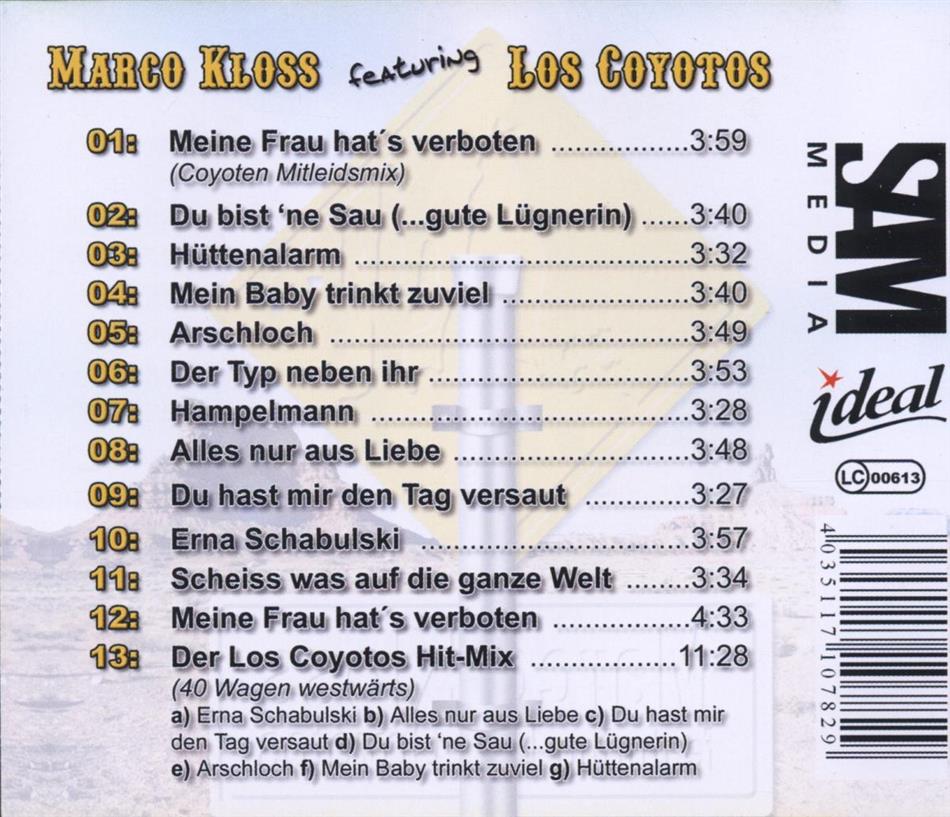 Marco Kloss featuring Los Coyotos
01: Meine Frau hat´s verboten ..................3:59
(Coyoten Mitleidsmix)
02: Du bist ‘ne Sau (...gute Lügnerin) ......3:40
03: Hüttenalarm ............................................3:32
04: Mein Baby trinkt zuviel .........................3:40
05: Arschloch ...............................................3:49
06: Der Typ neben ihr ..................................3:53
07: Hampelmann ..........................................3:28
08: Alles nur aus Liebe ...............................3:48
09: Du hast mir den Tag versaut ..............3:27
10: Erna Schabulski ....................................3:57
11: Scheiss was auf die ganze Welt .........3:34
12: Meine Frau hat´s verboten ..................4:33
13: Der Los Coyotos Hit-Mix ...................11:28
(40 Wagen westwärts)
a) Erna Schabulski b) Alles nur aus Liebe c) Du hast mir
den Tag versaut d) Du bist ‘ne Sau (...gute Lügnerin)
e) Arschloch f) Mein Baby trinkt zuviel g) Hüttenalarm
SAM
MEDIA
ideal
LC 00613
4 035117 107829